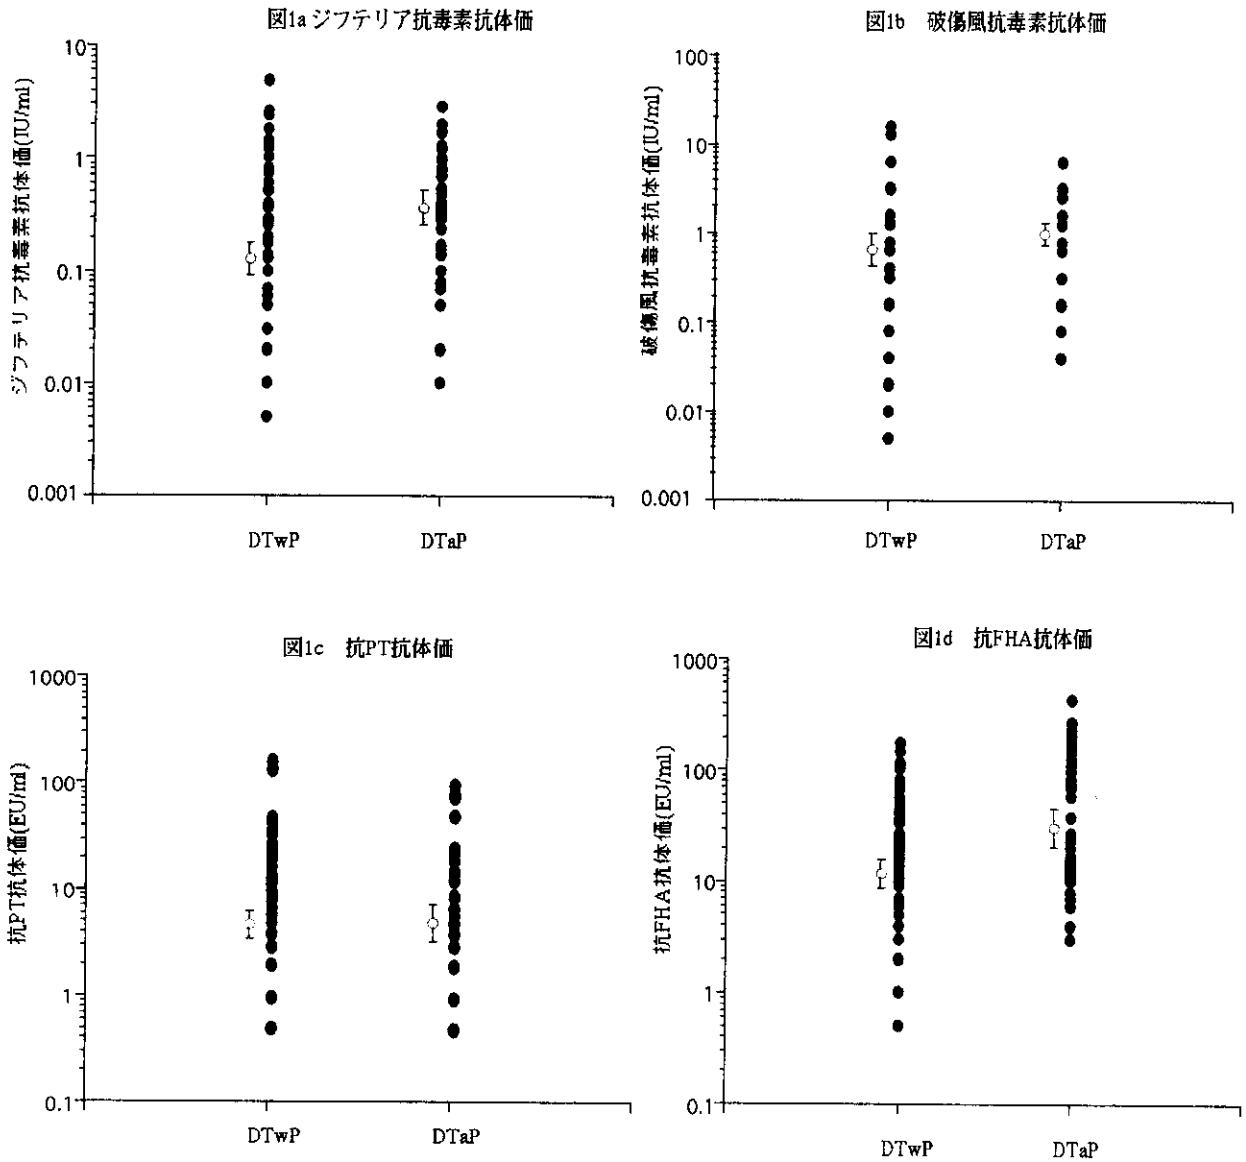 図1a ジフテリア抗毒素抗体価
ジフテリア抗毒素抗体価(IU/ml)
10
1
0.1
0.01
0.001
DTwP DTaP
図1b 破傷風抗毒素抗体価
破傷風抗毒素抗体価(IU/ml)
100
10
1
0.1
0.01
0.001
DTwP DTaP
図1c 抗PT抗体価
抗PT抗体価(EU/ml)
1000
100
10
1
0.1
DTwP DTaP
図1d 抗FHA抗体価
抗FHA抗体価(EU/ml)
1000
100
10
1
0.1
DTwP DTaP